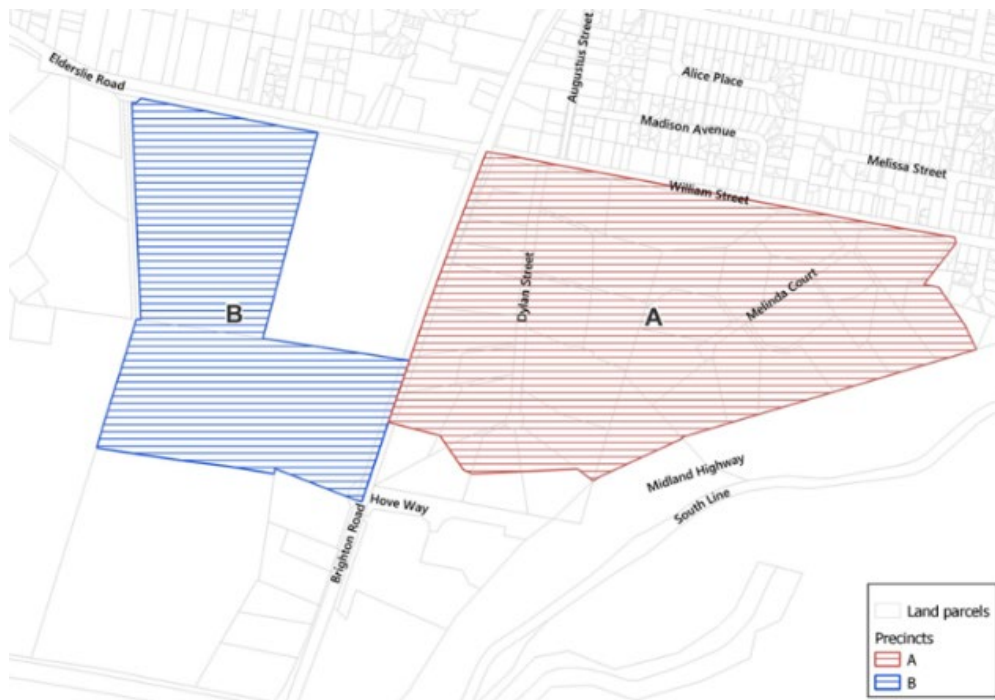 Elderslie Road
Augustus Street
Alice Place
Madison Avenue
Melissa Street
William Street
Dylan Street
Melinda Court
B
A
Midland Highway
South Line
Hove Way
Brighton Road
Land parcels
Precincts
A
B